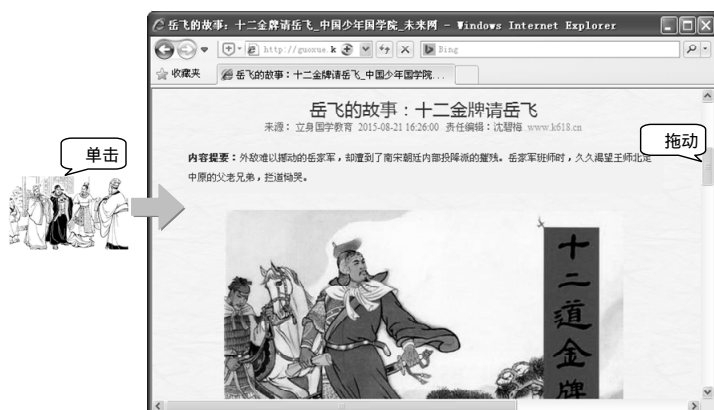 岳飞的故事：十二金牌请岳飞_中国少年国学院_未来网 - Windows Internet Explorer
http://guoxue.k
Bing
收藏夹
岳飞的故事：十二金牌请岳飞_中国少年国学院...
岳飞的故事：十二金牌请岳飞
来源： 立身国学教育 2015-08-21 16:26:00 责任编辑：沈碧梅 www.k618.cn
单击
拖动
内容提要：外敌难以撼动的岳家军，却遭到了南宋朝廷内部投降派的摧残。岳家军班师时，久久渴望王师北定
中原的父老兄弟，拦道恸哭。
十二道金牌